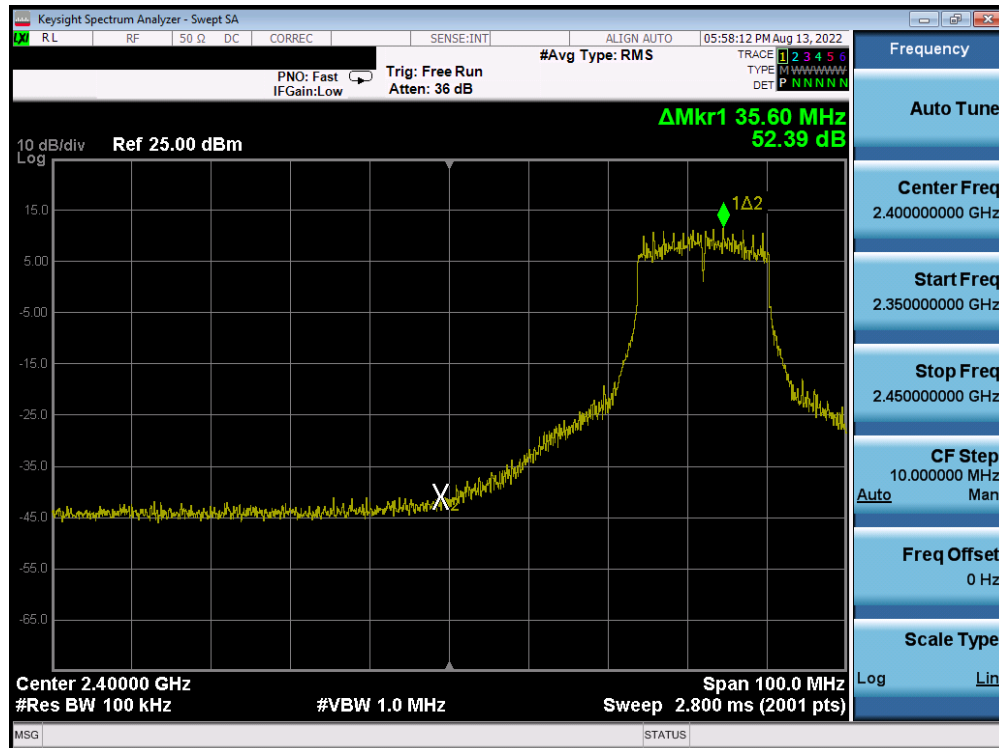 Keysight Spectrum Analyzer - Swept SA
LXI RL RF 50 Ω DC CORREC SENSE:INT ALIGN AUTO 05:58:12 PM Aug 13, 2022
PNO: Fast
IFGain:Low
Trig: Free Run
Atten: 36 dB
#Avg Type: RMS
TRACE 1 2 3 4 5 6
TYPE M WWWWW
DET P N N N N N
ΔMkr1 35.60 MHz
52.39 dB
10 dB/div Ref 25.00 dBm
Log
15.0
5.00
-5.00
-15.0
-25.0
-35.0
-45.0
-55.0
-65.0
1Δ2
X2
Center 2.40000 GHz Span 100.0 MHz
#Res BW 100 kHz #VBW 1.0 MHz Sweep 2.800 ms (2001 pts)
MSG STATUS
Frequency
Auto Tune
Center Freq
2.400000000 GHz
Start Freq
2.350000000 GHz
Stop Freq
2.450000000 GHz
CF Step
10.000000 MHz
Auto Man
Freq Offset
0 Hz
Scale Type
Log Lin